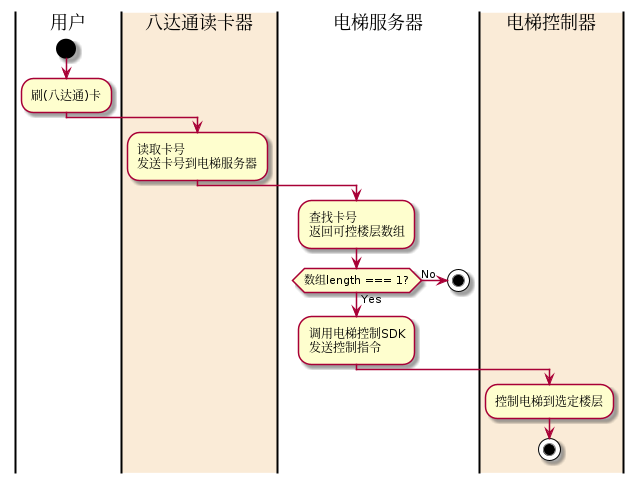 用户
八达通读卡器
电梯服务器
电梯控制器
刷(八达通)卡
读取卡号
发送卡号到电梯服务器
查找卡号
返回可控楼层数组
数组length === 1?
No
Yes
调用电梯控制SDK
发送控制指令
控制电梯到选定楼层